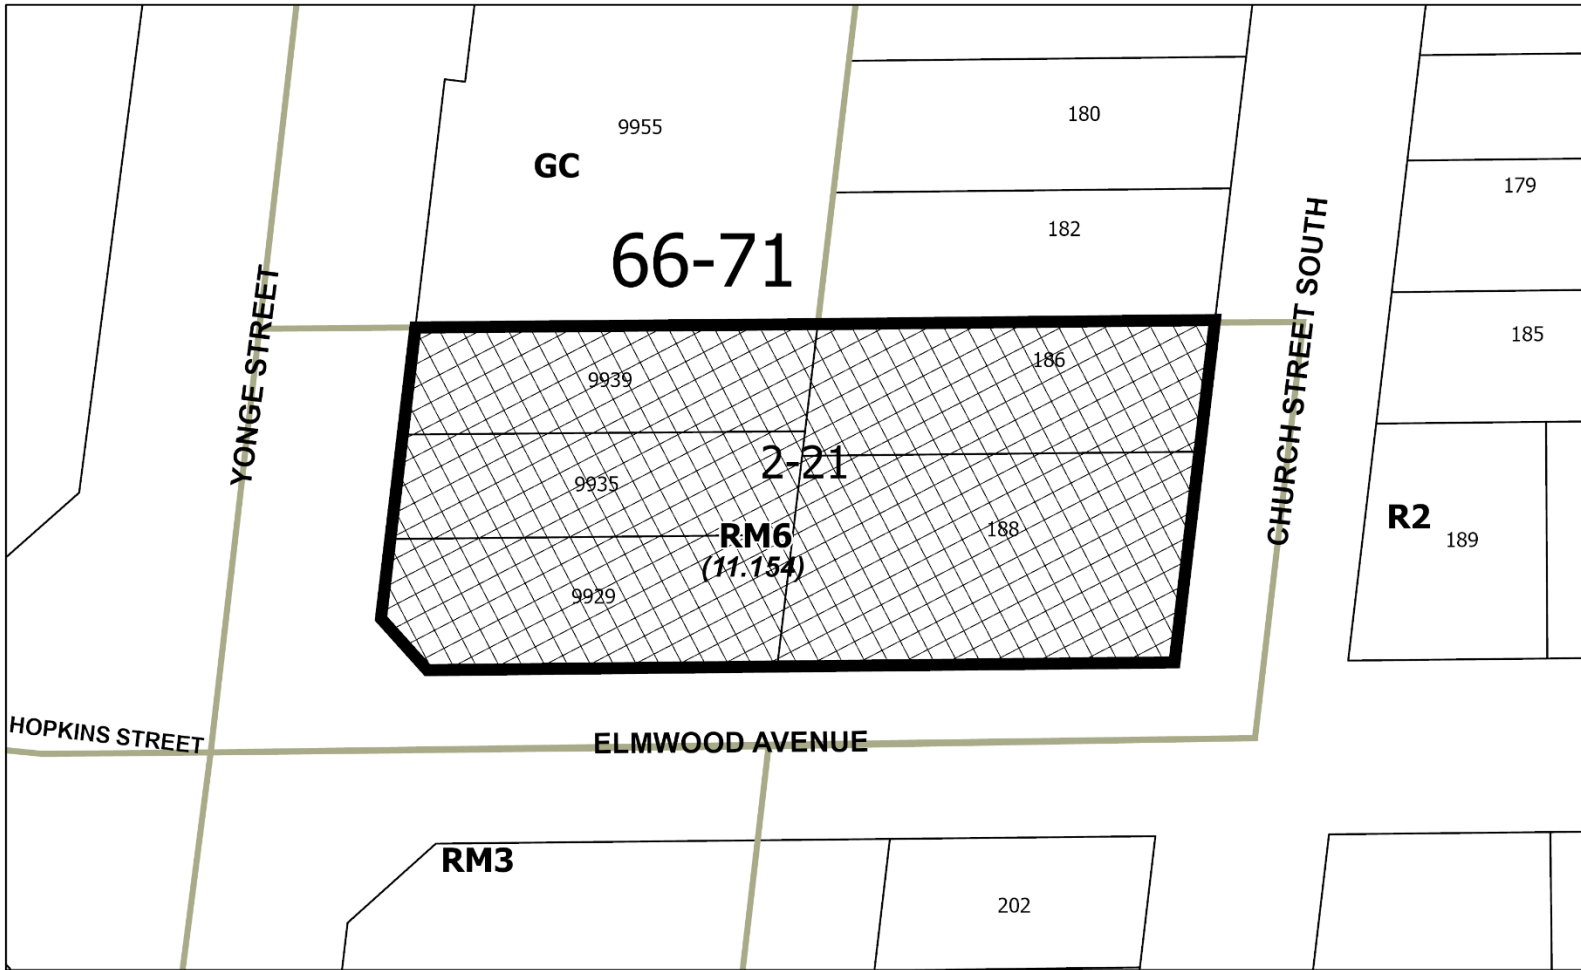 180
9955
GC
179
182
66-71
YONGE STREET
CHURCH STREET SOUTH
185
186
9939
2-21
9935
R2
RM6
188
189
(11.154)
9929
HOPKINS STREET
ELMWOOD AVENUE
RM3
202